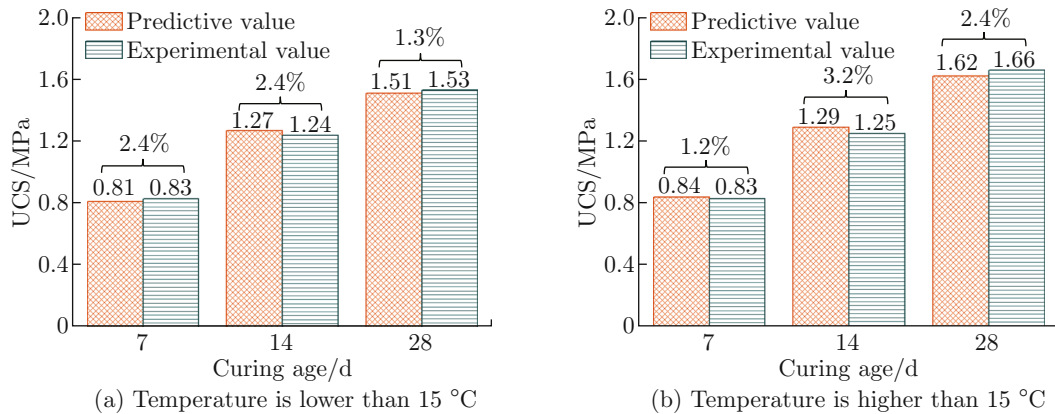 2.0
1.6
1.2
0.8
0.4
0
UCS/MPa
Predictive value
Experimental value
2.4%
0.81 0.83
2.4%
1.27 1.24
1.3%
1.51 1.53
7 14 28
Curing age/d
(a) Temperature is lower than 15 °C
2.0
1.6
1.2
0.8
0.4
0
UCS/MPa
Predictive value
Experimental value
1.2%
0.84 0.83
3.2%
1.29 1.25
2.4%
1.62 1.66
7 14 28
Curing age/d
(b) Temperature is higher than 15 °C